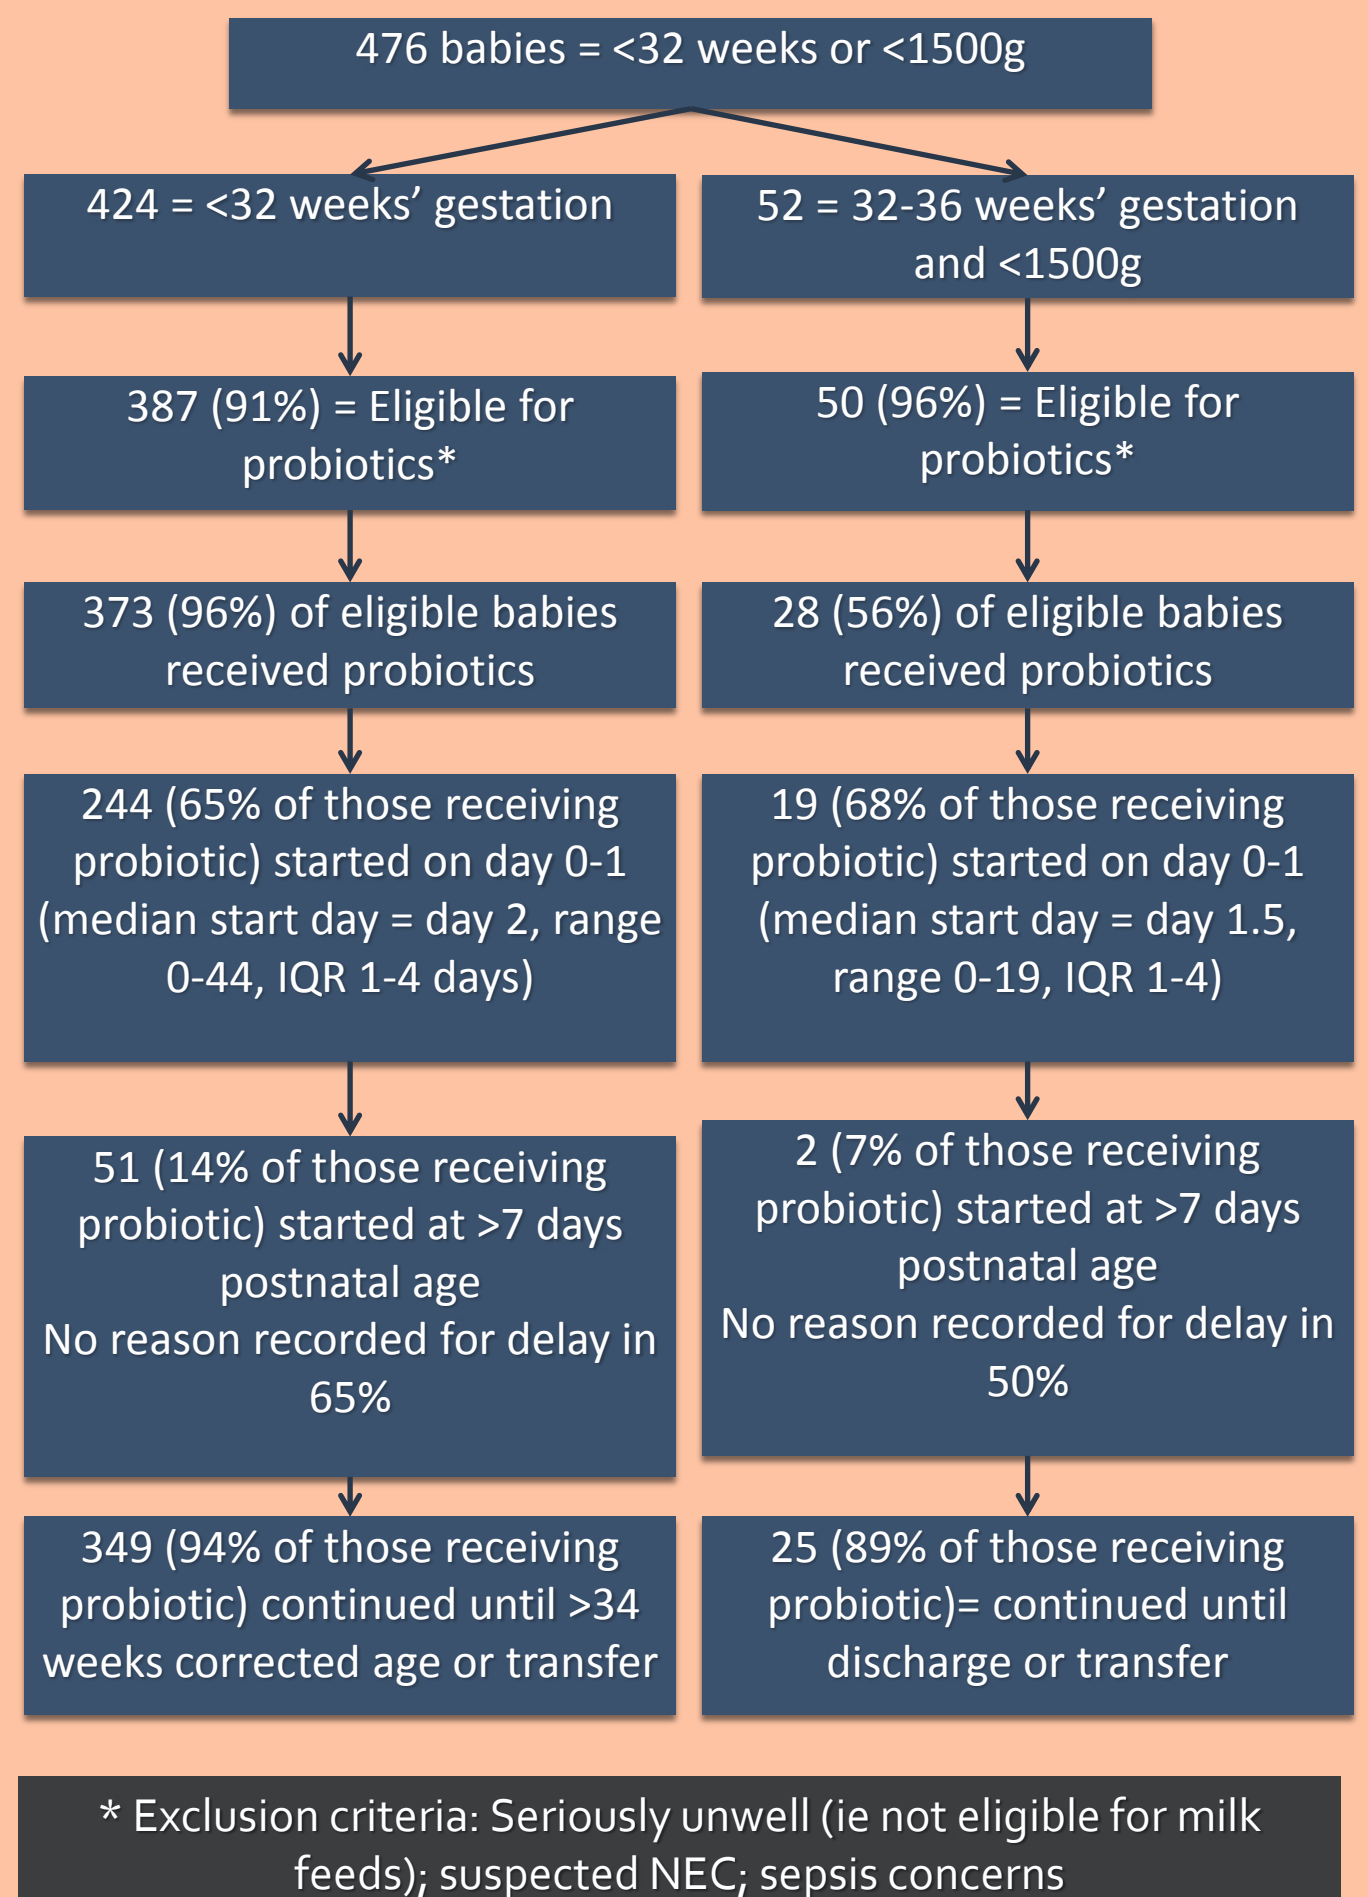 476 babies = <32 weeks or <1500g
424 = <32 weeks’ gestation
52 = 32-36 weeks’ gestation
and <1500g
387 (91%) = Eligible for
probiotics*
50 (96%) = Eligible for
probiotics*
373 (96%) of eligible babies
received probiotics
28 (56%) of eligible babies
received probiotics
244 (65% of those receiving
probiotic) started on day 0-1
(median start day = day 2, range
0-44, IQR 1-4 days)
19 (68% of those receiving
probiotic) started on day 0-1
(median start day = day 1.5,
range 0-19, IQR 1-4)
51 (14% of those receiving
probiotic) started at >7 days
postnatal age
No reason recorded for delay in
65%
2 (7% of those receiving
probiotic) started at >7 days
postnatal age
No reason recorded for delay in
50%
349 (94% of those receiving
probiotic) continued until >34
weeks corrected age or transfer
25 (89% of those receiving
probiotic)= continued until
discharge or transfer
* Exclusion criteria: Seriously unwell (ie not eligible for milk
feeds); suspected NEC; sepsis concerns